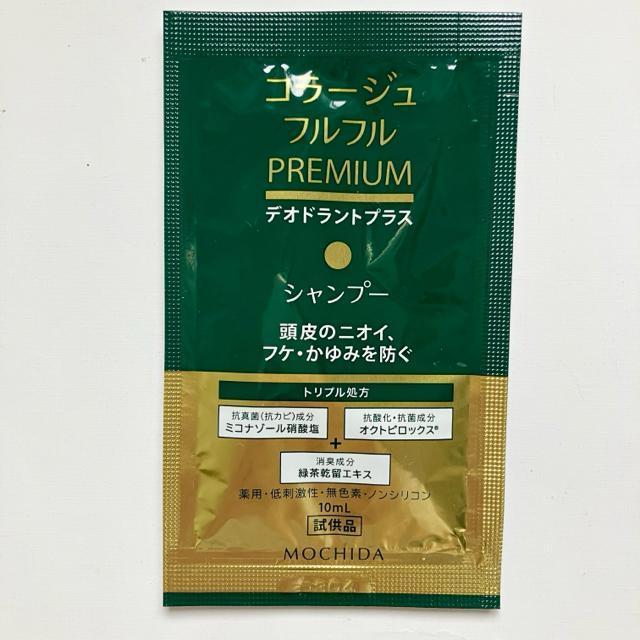 コラージュ
フルフル
PREMIUM
デオドラントプラス
シャンプー
頭皮のニオイ、
フケ・かゆみを防ぐ
トリプル処方
抗真菌(抗カビ)成分
ミコナゾール硝酸塩
抗酸化・抗菌成分
オクトピロックス®
+
消臭成分
緑茶乾留エキス
薬用・低刺激性・無色素・ノンシリコン
10mL
試供品
MOCHIDA